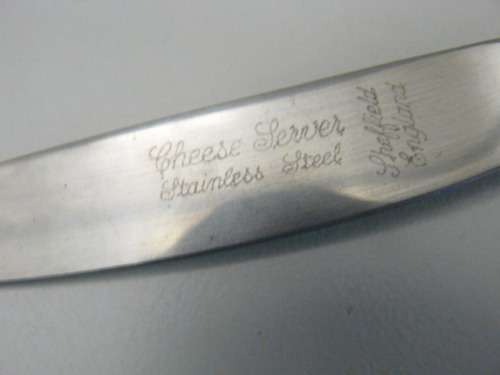 Cheese Server
Stainless Steel
Sheffield
England